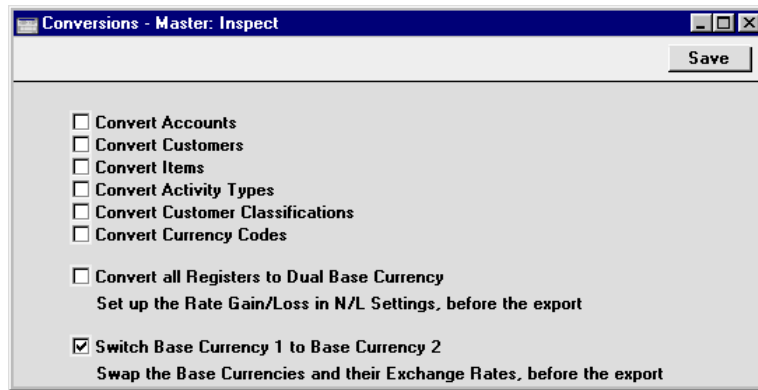 Conversions - Master: Inspect
Save
Convert Accounts
Convert Customers
Convert Items
Convert Activity Types
Convert Customer Classifications
Convert Currency Codes
Convert all Registers to Dual Base Currency
Set up the Rate Gain/Loss in N/L Settings, before the export
Switch Base Currency 1 to Base Currency 2
Swap the Base Currencies and their Exchange Rates, before the export